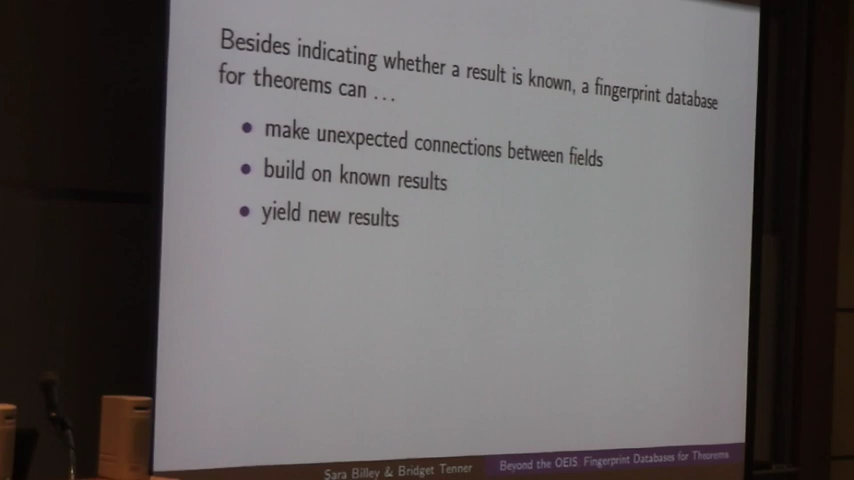 Besides indicating whether a result is known, a fingerprint database
for theorems can ...
• make unexpected connections between fields
• build on known results
• yield new results
Sara Billey & Bridget Tenner
Beyond the OEIS Fingerprint Databases for Theorems